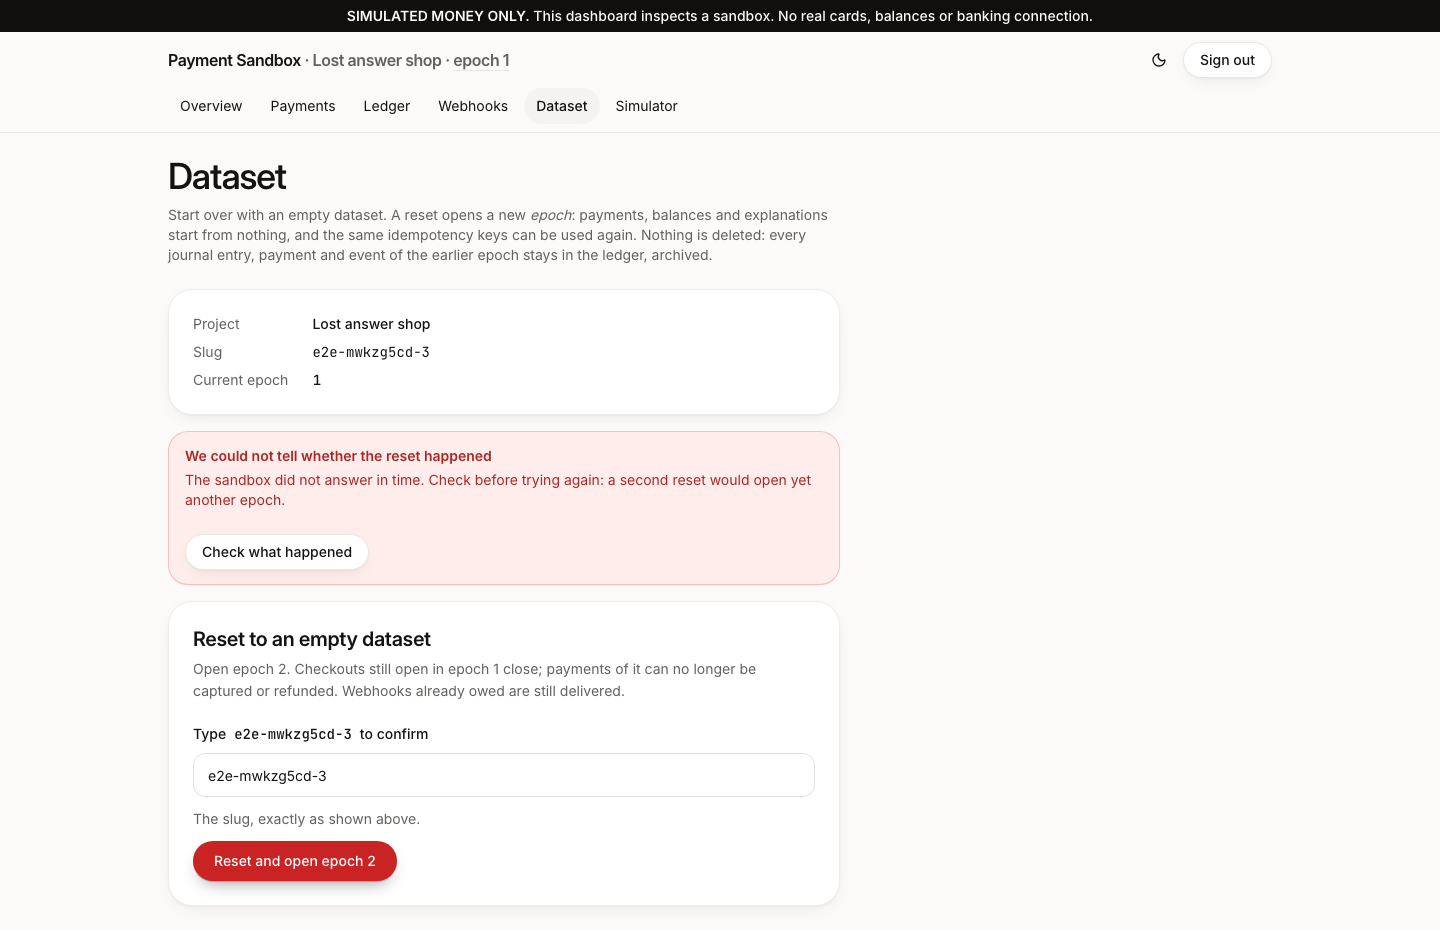 SIMULATED MONEY ONLY. This dashboard inspects a sandbox. No real cards, balances or banking connection.
Payment Sandbox · Lost answer shop · epoch 1
Sign out
Overview Payments Ledger Webhooks Dataset Simulator
Dataset
Start over with an empty dataset. A reset opens a new epoch: payments, balances and explanations
start from nothing, and the same idempotency keys can be used again. Nothing is deleted: every
journal entry, payment and event of the earlier epoch stays in the ledger, archived.
Project Lost answer shop
Slug e2e-mwkzg5cd-3
Current epoch 1
We could not tell whether the reset happened
The sandbox did not answer in time. Check before trying again: a second reset would open yet
another epoch.
Check what happened
Reset to an empty dataset
Open epoch 2. Checkouts still open in epoch 1 close; payments of it can no longer be
captured or refunded. Webhooks already owed are still delivered.
Type e2e-mwkzg5cd-3 to confirm
e2e-mwkzg5cd-3
The slug, exactly as shown above.
Reset and open epoch 2